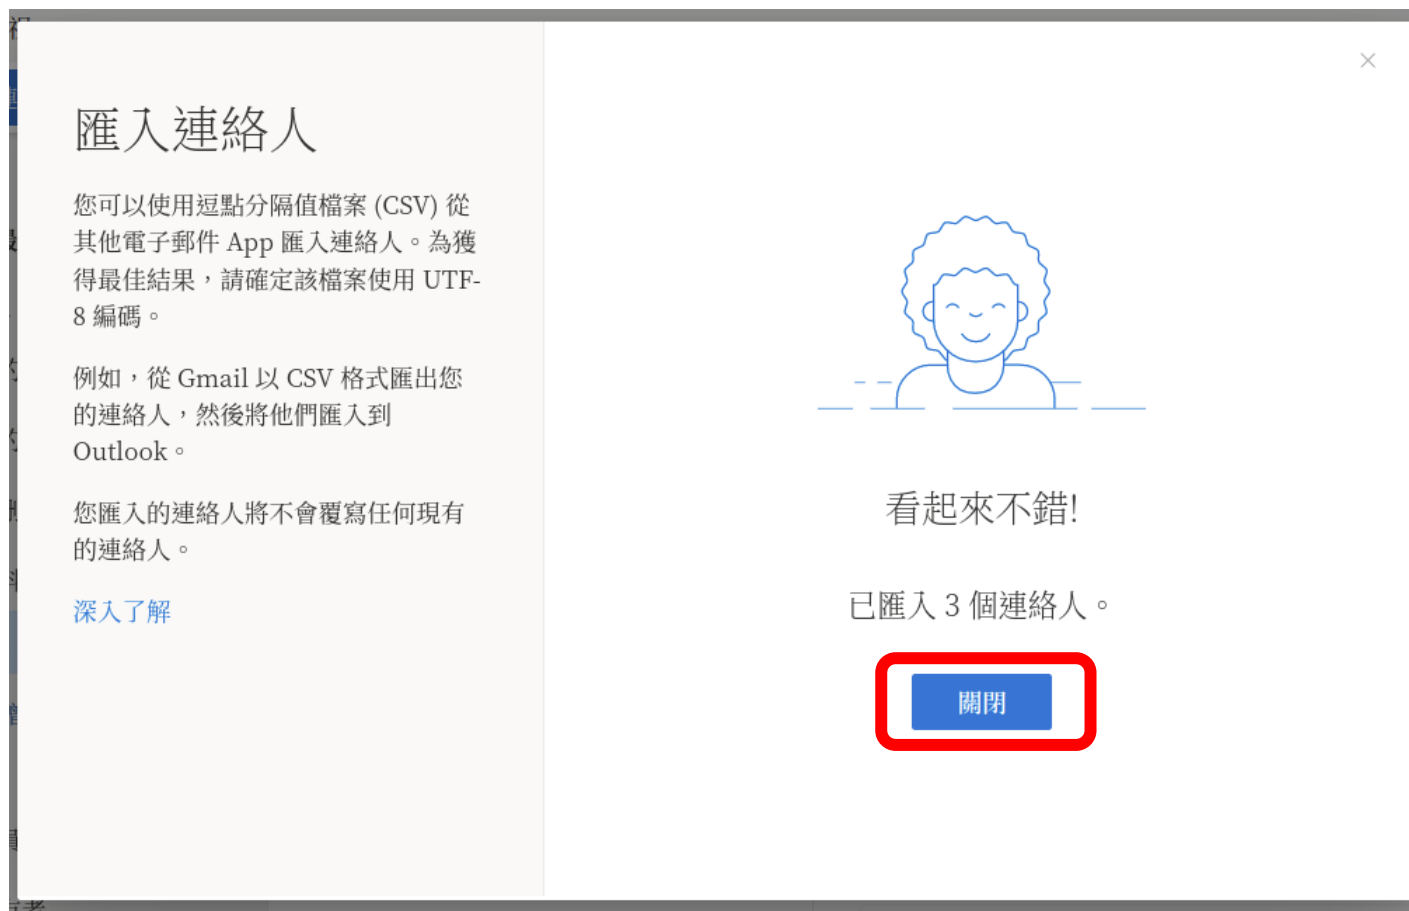 匯入連絡人
您可以使用逗點分隔值檔案 (CSV) 從
其他電子郵件 App 匯入連絡人。為獲
得最佳結果，請確定該檔案使用 UTF-
8 編碼。
例如，從 Gmail 以 CSV 格式匯出您
的連絡人，然後將他們匯入到
Outlook。
您匯入的連絡人將不會覆寫任何現有
的連絡人。
深入了解
看起來不錯!
已匯入 3 個連絡人。
關閉